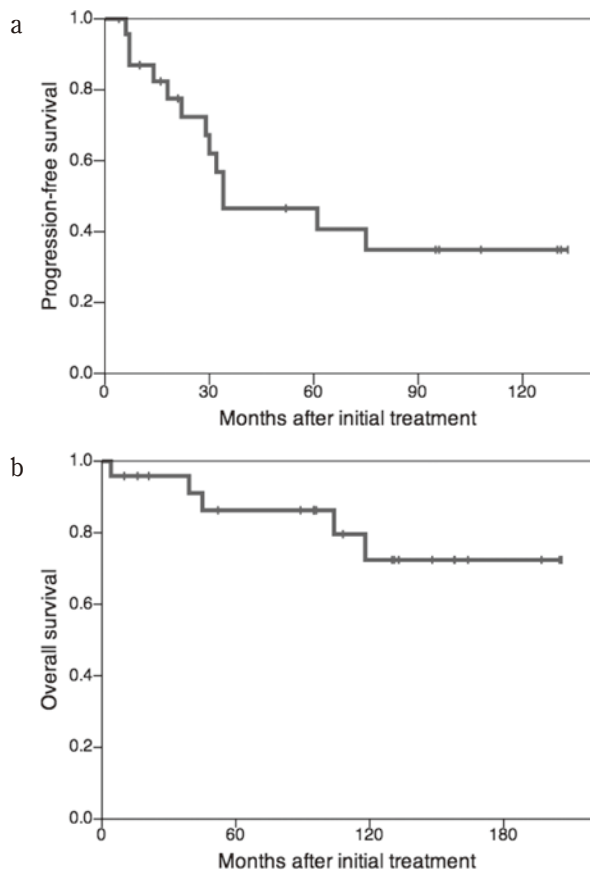 a
1.0
0.8
0.6
0.4
0.2
0.0
Progression-free survival
0 30 60 90 120
Months after initial treatment
b
1.0
0.8
0.6
0.4
0.2
0.0
Overall survival
0 60 120 180
Months after initial treatment